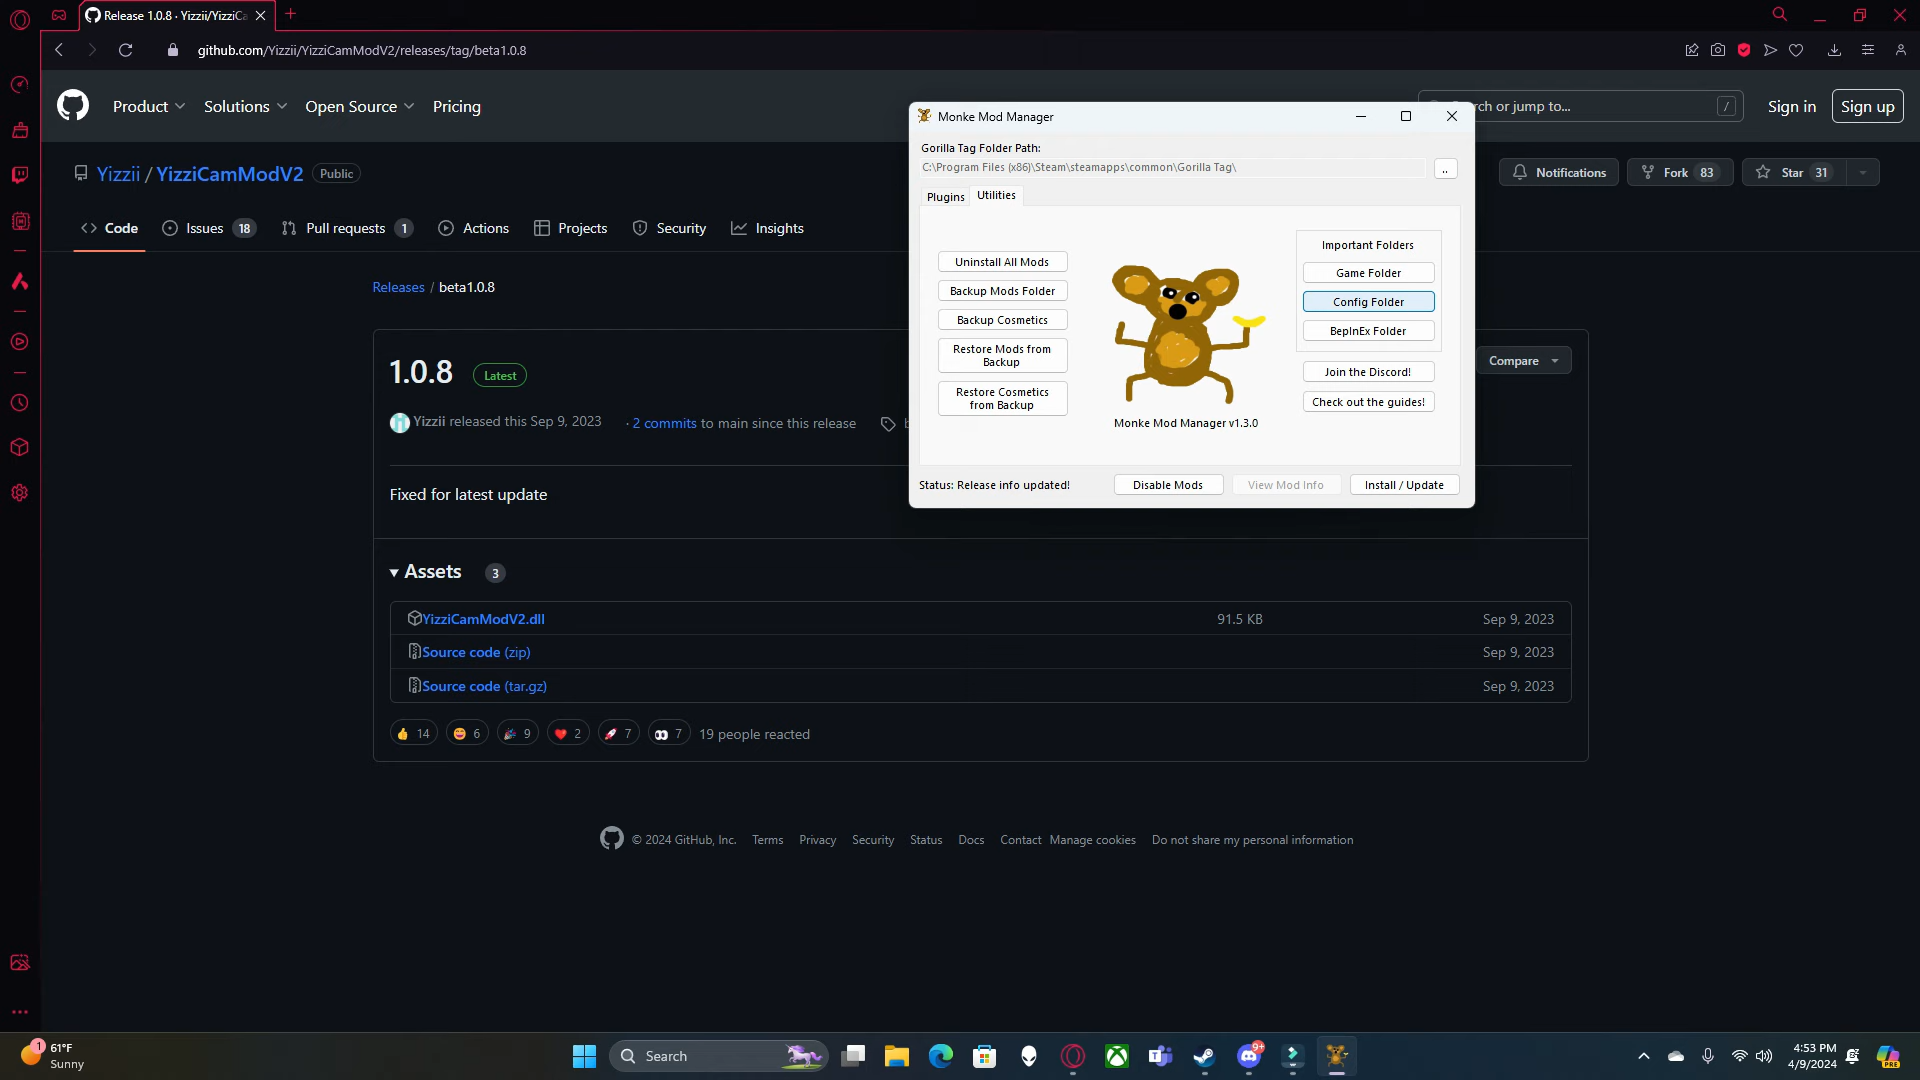 Release 1.0.8 · Yizzii/YizziCa
github.com/Yizzii/YizziCamModV2/releases/tag/beta1.0.8
Product
Solutions
Open Source
Pricing
rch or jump to...
/
Sign in
Sign up
Yizzii / YizziCamModV2
Public
Notifications
Fork 83
Star 31
Code
Issues 18
Pull requests 1
Actions
Projects
Security
Insights
Releases / beta1.0.8
1.0.8
Latest
Compare
Yizzii released this Sep 9, 2023
· 2 commits to main since this release
Fixed for latest update
Assets 3
YizziCamModV2.dll
91.5 KB
Sep 9, 2023
Source code (zip)
Sep 9, 2023
Source code (tar.gz)
Sep 9, 2023
14
6
9
2
7
7
19 people reacted
© 2024 GitHub, Inc.
Terms
Privacy
Security
Status
Docs
Contact
Manage cookies
Do not share my personal information
Monke Mod Manager
Gorilla Tag Folder Path:
C:\Program Files (x86)\Steam\steamapps\common\Gorilla Tag\
..
Plugins
Utilities
Uninstall All Mods
Backup Mods Folder
Backup Cosmetics
Restore Mods from
Backup
Restore Cosmetics
from Backup
Monke Mod Manager v1.3.0
Important Folders
Game Folder
Config Folder
BepInEx Folder
Join the Discord!
Check out the guides!
Status: Release info updated!
Disable Mods
View Mod Info
Install / Update
1
61°F
Sunny
Search
9+
4:53 PM
4/9/2024
PRE